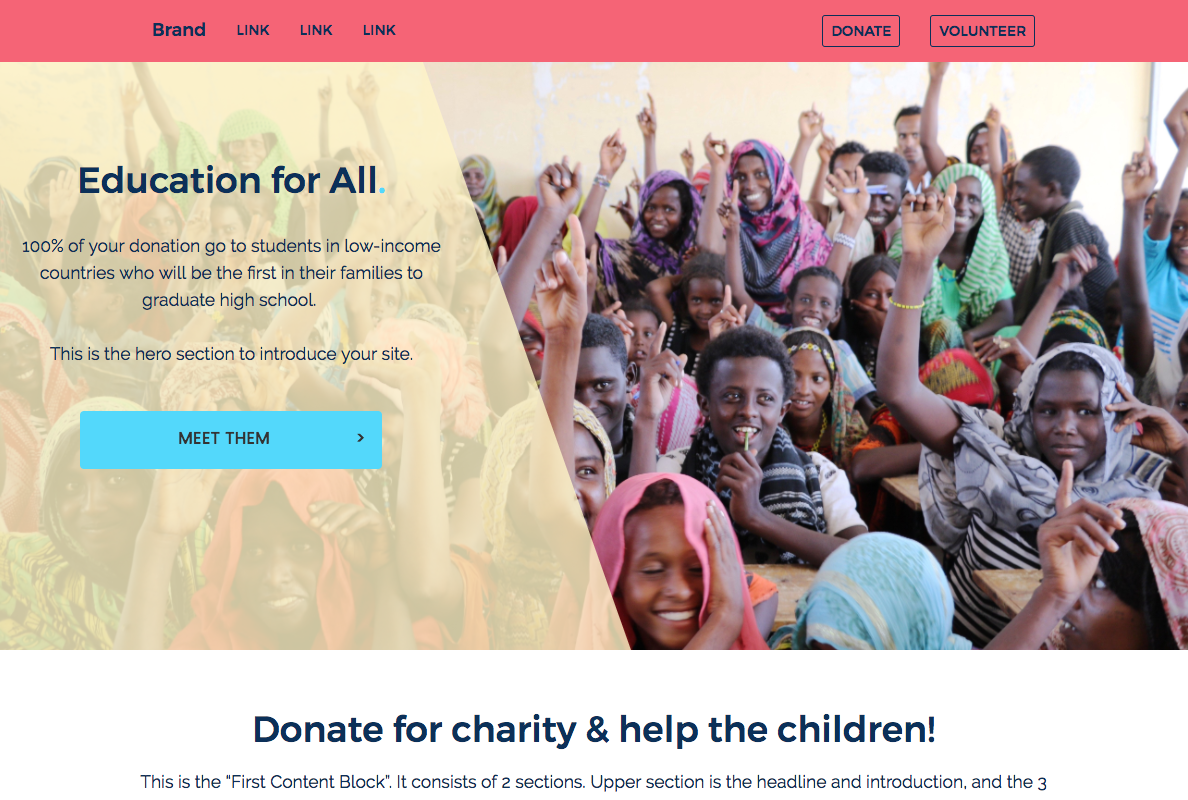 Brand LINK LINK LINK DONATE VOLUNTEER
Education for All.
100% of your donation go to students in low-income
countries who will be the first in their families to
graduate high school.
This is the hero section to introduce your site.
MEET THEM >
Donate for charity & help the children!
This is the “First Content Block”. It consists of 2 sections. Upper section is the headline and introduction, and the 3